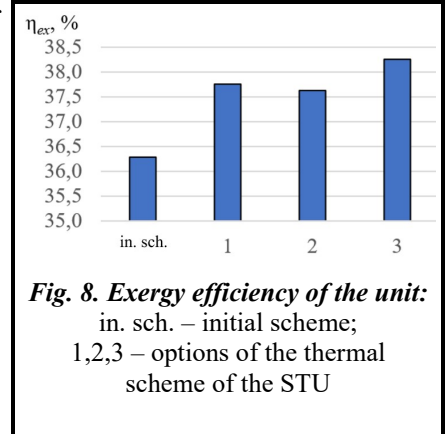 η_ex, %
38,5
38,0
37,5
37,0
36,5
36,0
35,5
35,0
in. sch. 1 2 3
Fig. 8. Exergy efficiency of the unit:
in. sch. – initial scheme;
1,2,3 – options of the thermal
scheme of the STU